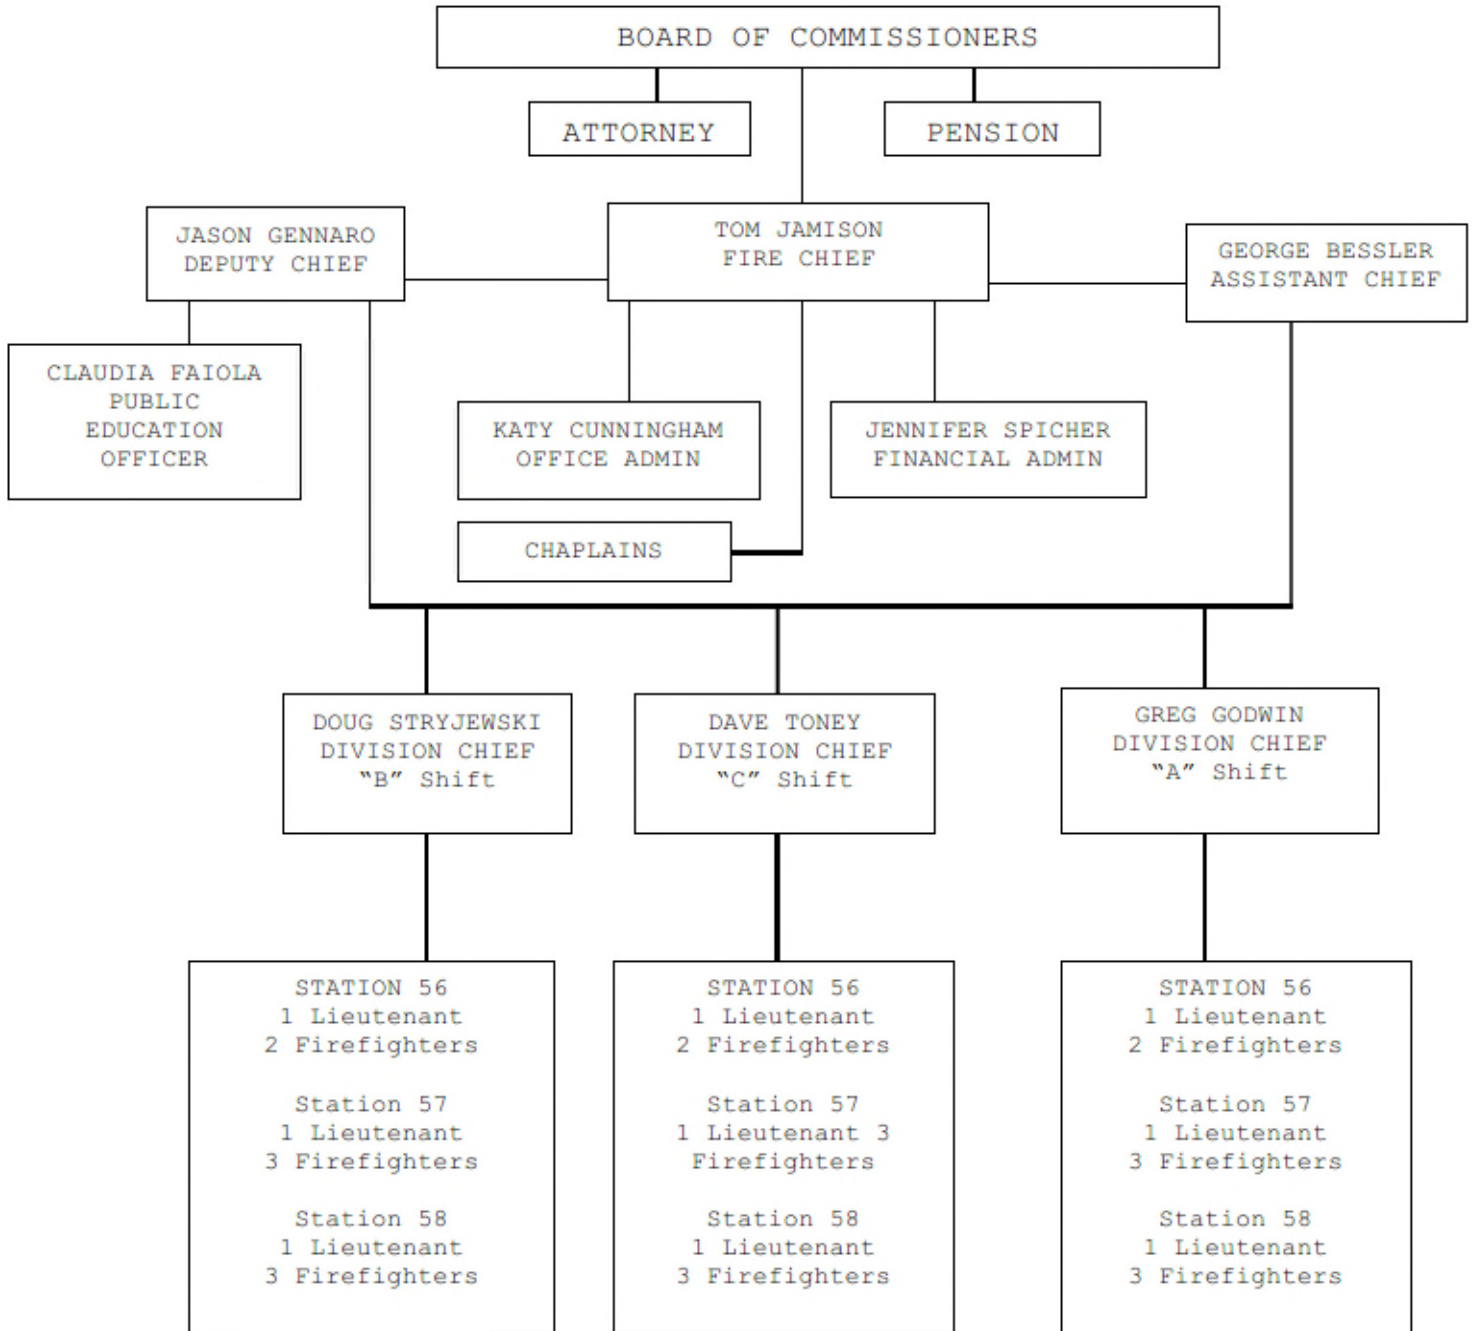 BOARD OF COMMISSIONERS
ATTORNEY
PENSION
JASON GENNARO
DEPUTY CHIEF
TOM JAMISON
FIRE CHIEF
GEORGE BESSLER
ASSISTANT CHIEF
CLAUDIA FAIOLA
PUBLIC
EDUCATION
OFFICER
KATY CUNNINGHAM
OFFICE ADMIN
JENNIFER SPICHER
FINANCIAL ADMIN
CHAPLAINS
DOUG STRYJEWSKI
DIVISION CHIEF
“B” Shift
DAVE TONEY
DIVISION CHIEF
“C” Shift
GREG GODWIN
DIVISION CHIEF
“A” Shift
STATION 56
1 Lieutenant
2 Firefighters
Station 57
1 Lieutenant
3 Firefighters
Station 58
1 Lieutenant
3 Firefighters
STATION 56
1 Lieutenant
2 Firefighters
Station 57
1 Lieutenant 3
Firefighters
Station 58
1 Lieutenant
3 Firefighters
STATION 56
1 Lieutenant
2 Firefighters
Station 57
1 Lieutenant
3 Firefighters
Station 58
1 Lieutenant
3 Firefighters